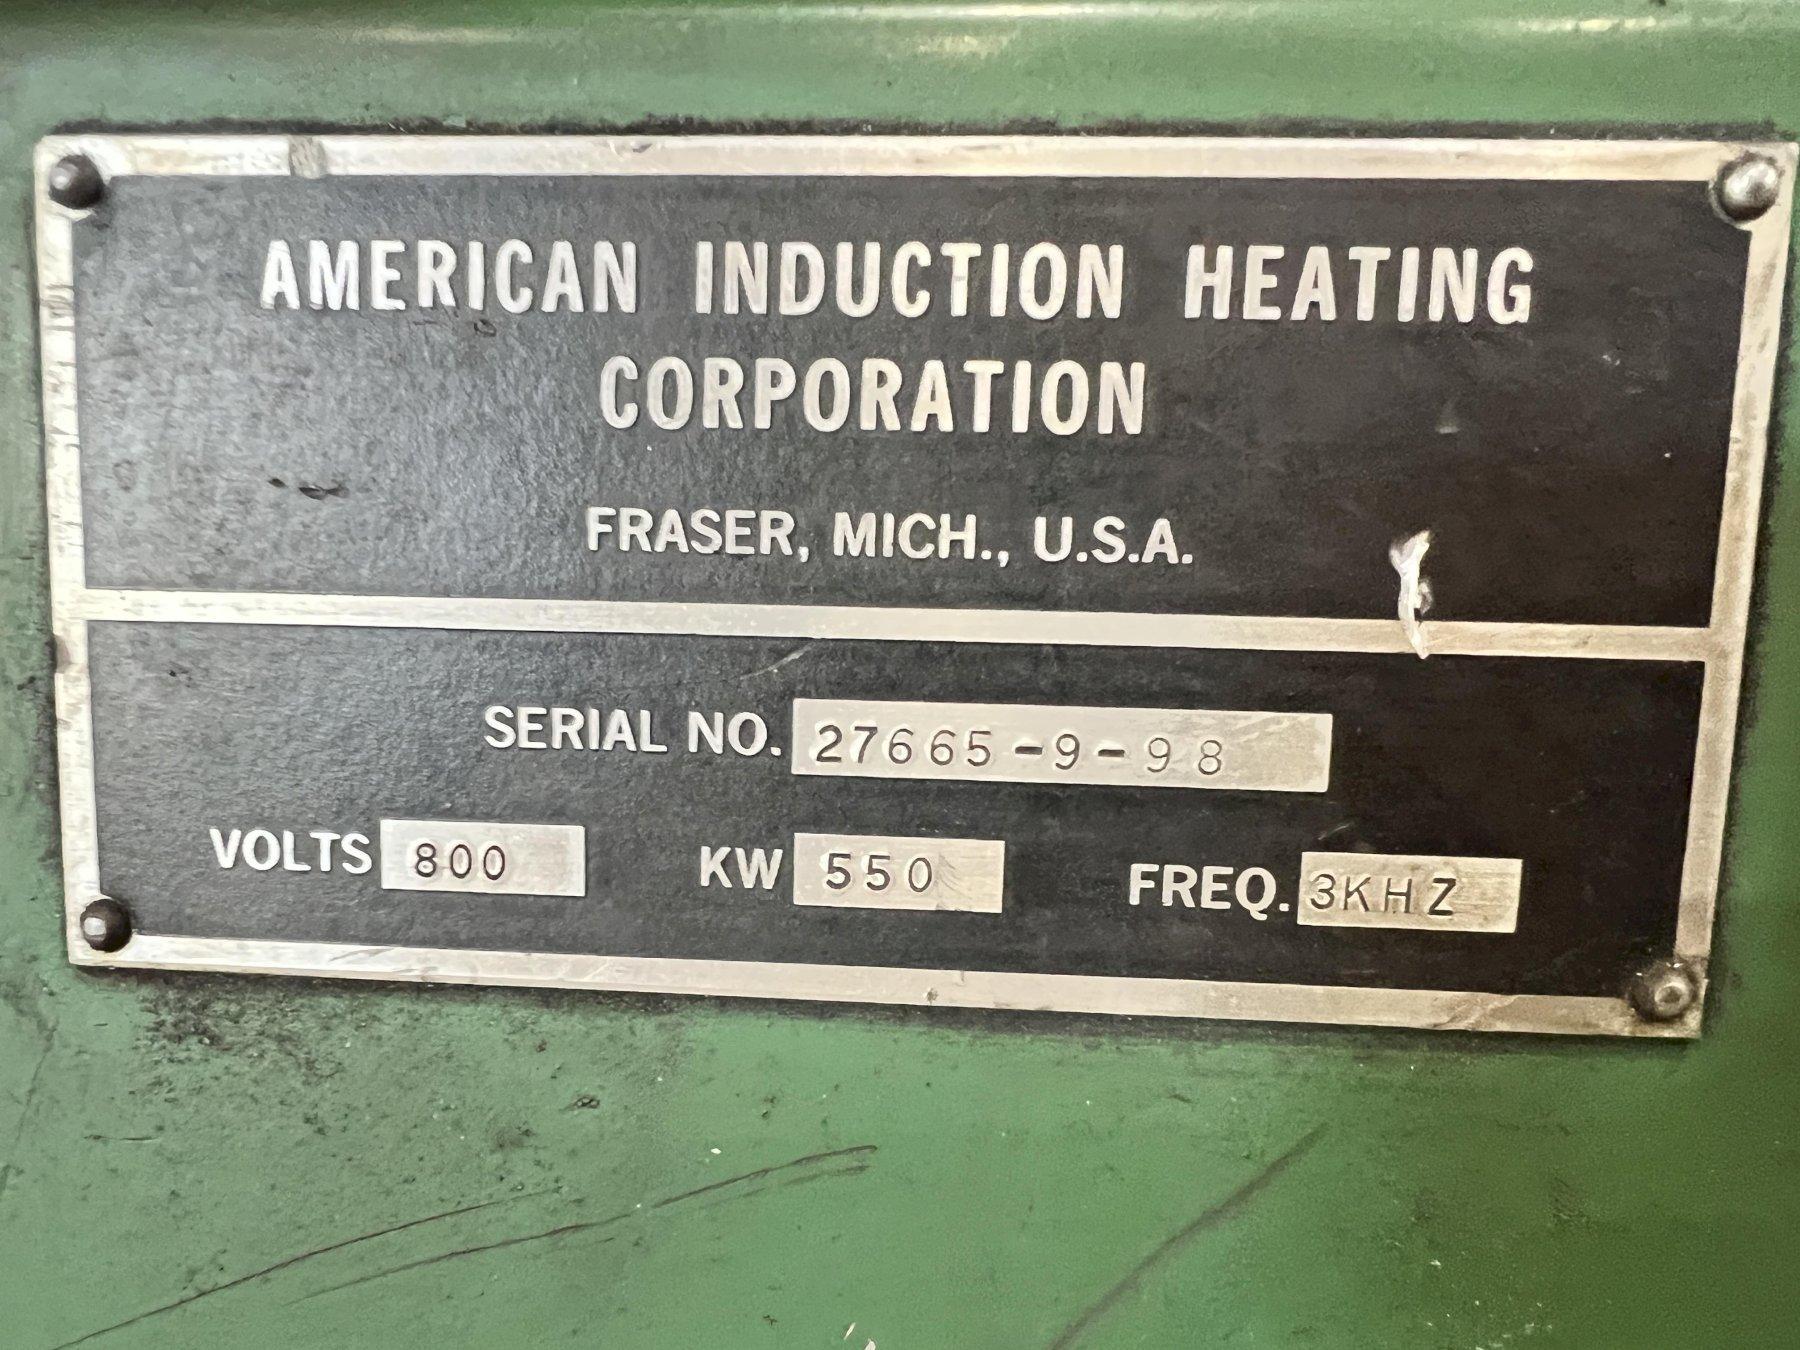 AMERICAN INDUCTION HEATING
CORPORATION
FRASER, MICH., U.S.A.
SERIAL NO. 27665-9-98
VOLTS 800 KW 550 FREQ. 3KHZ